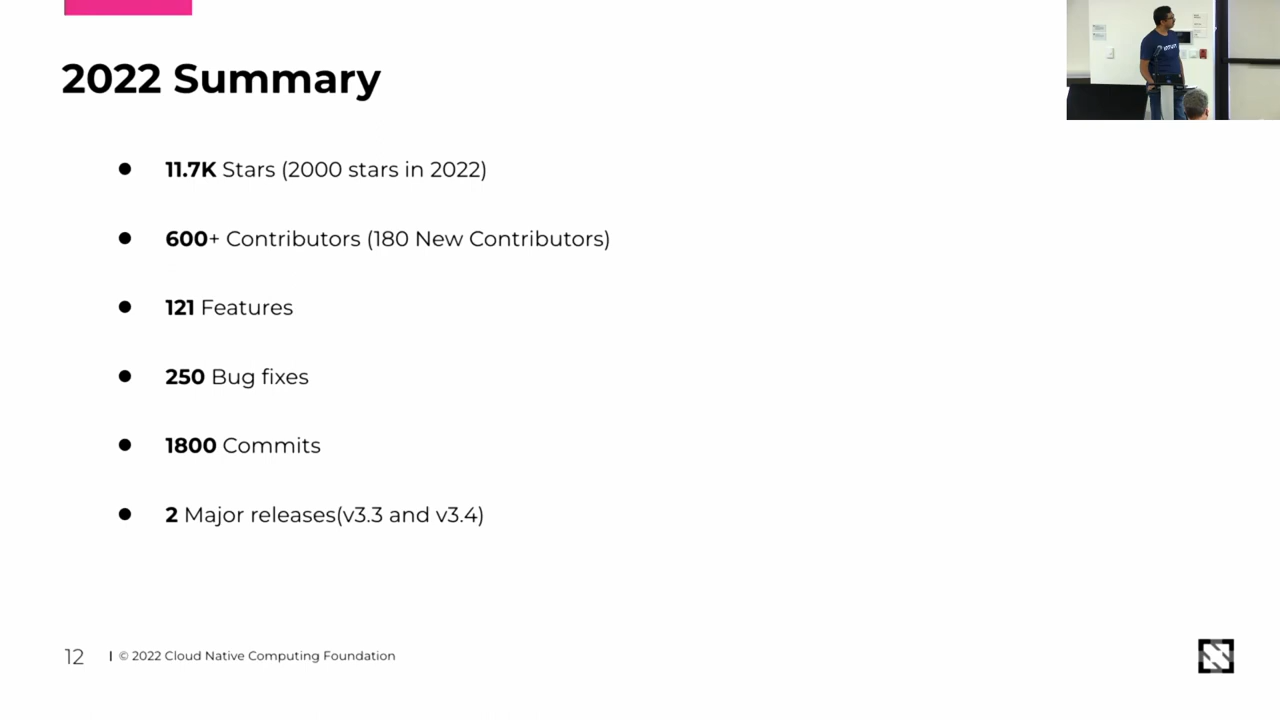 2022 Summary
● 11.7K Stars (2000 stars in 2022)
● 600+ Contributors (180 New Contributors)
● 121 Features
● 250 Bug fixes
● 1800 Commits
● 2 Major releases(v3.3 and v3.4)
12 | © 2022 Cloud Native Computing Foundation